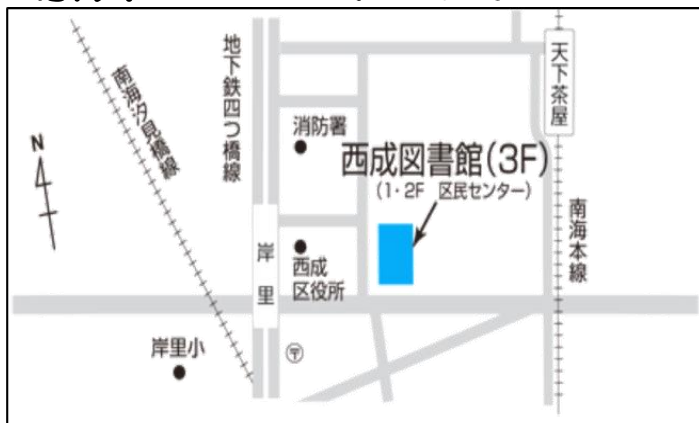 南海汐見橋線
地下鉄四つ橋線
天下茶屋
消防署
西成図書館(3F)
(1・2F 区民センター)
N
南海本線
岸里
西成
区役所
岸里小
〒